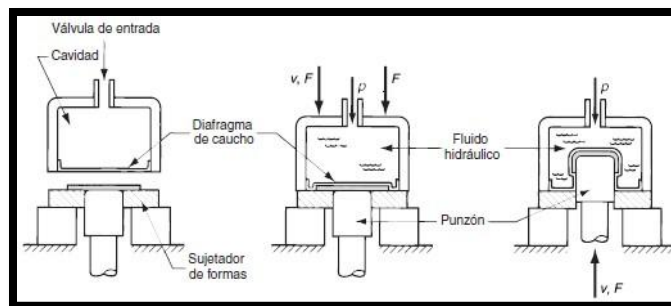 Válvula de entrada
Cavidad
Diafragma
de caucho
Sujetador
de formas
v, F
p
F
Fluido
hidráulico
Punzón
p
v, F